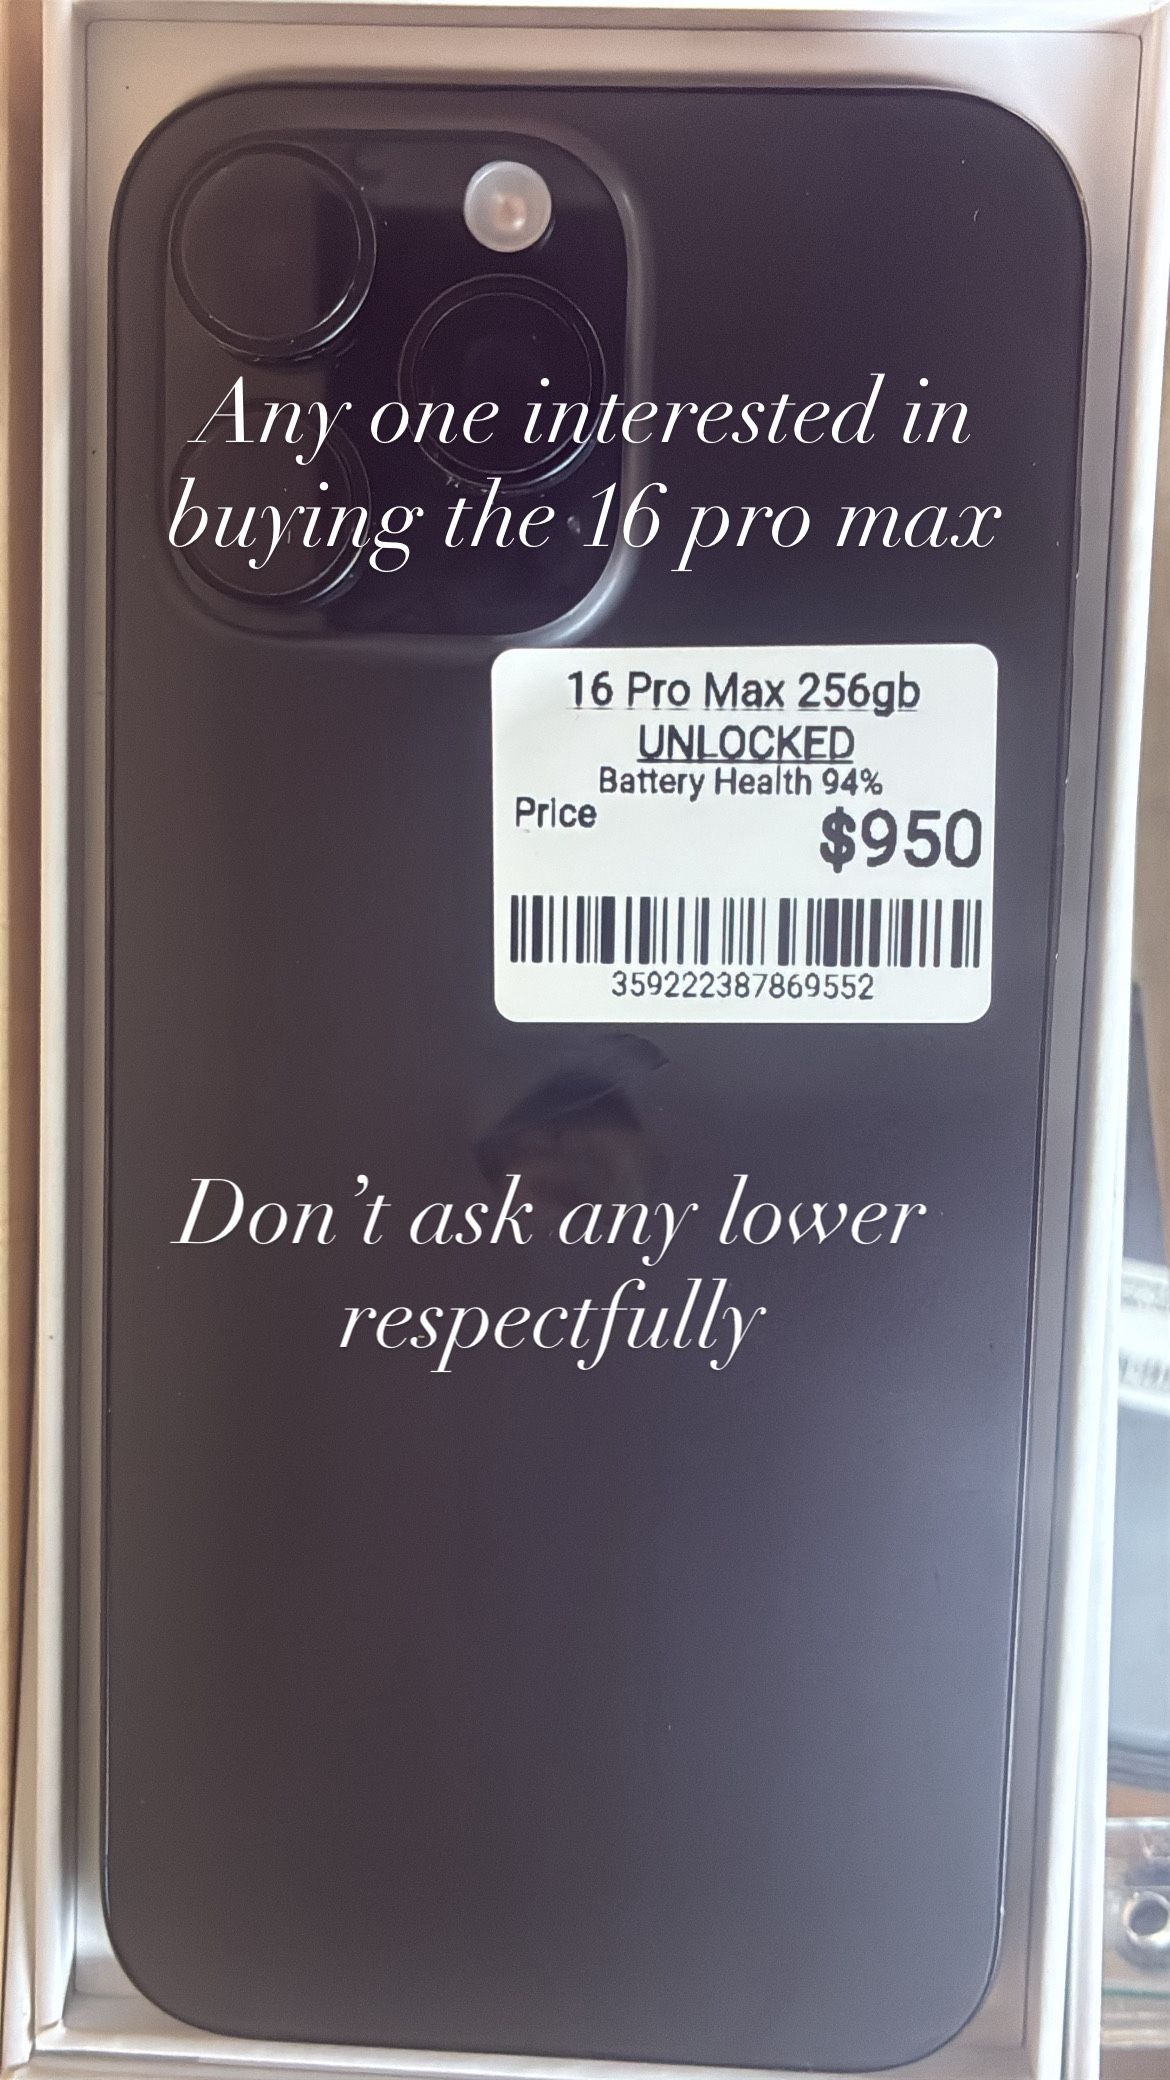 Any one interested in
buying the 16 pro max
16 Pro Max 256gb
UNLOCKED
Battery Health 94%
Price
$950
359222387869552
Don't ask any lower
respectfully